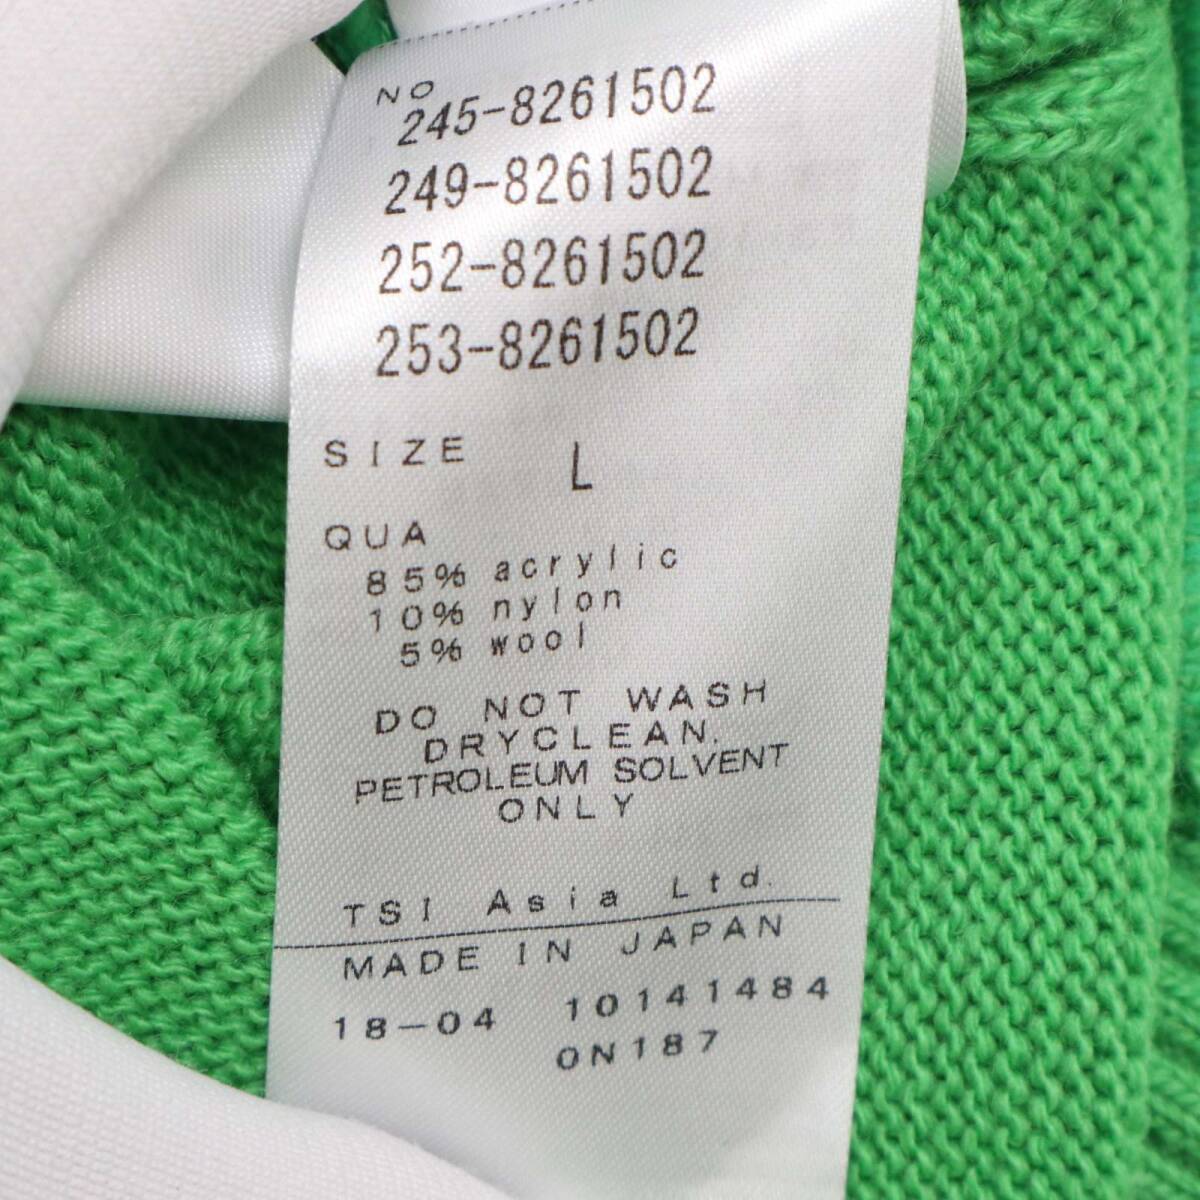 NO
245-8261502
249-8261502
252-8261502
253-8261502
SIZE L
QUA
85% acrylic
10% nylon
5% wool
DO NOT WASH
DRYCLEAN.
PETROLEUM SOLVENT
ONLY
TSI Asia Ltd.
MADE IN JAPAN
18-04 10141484
0N187